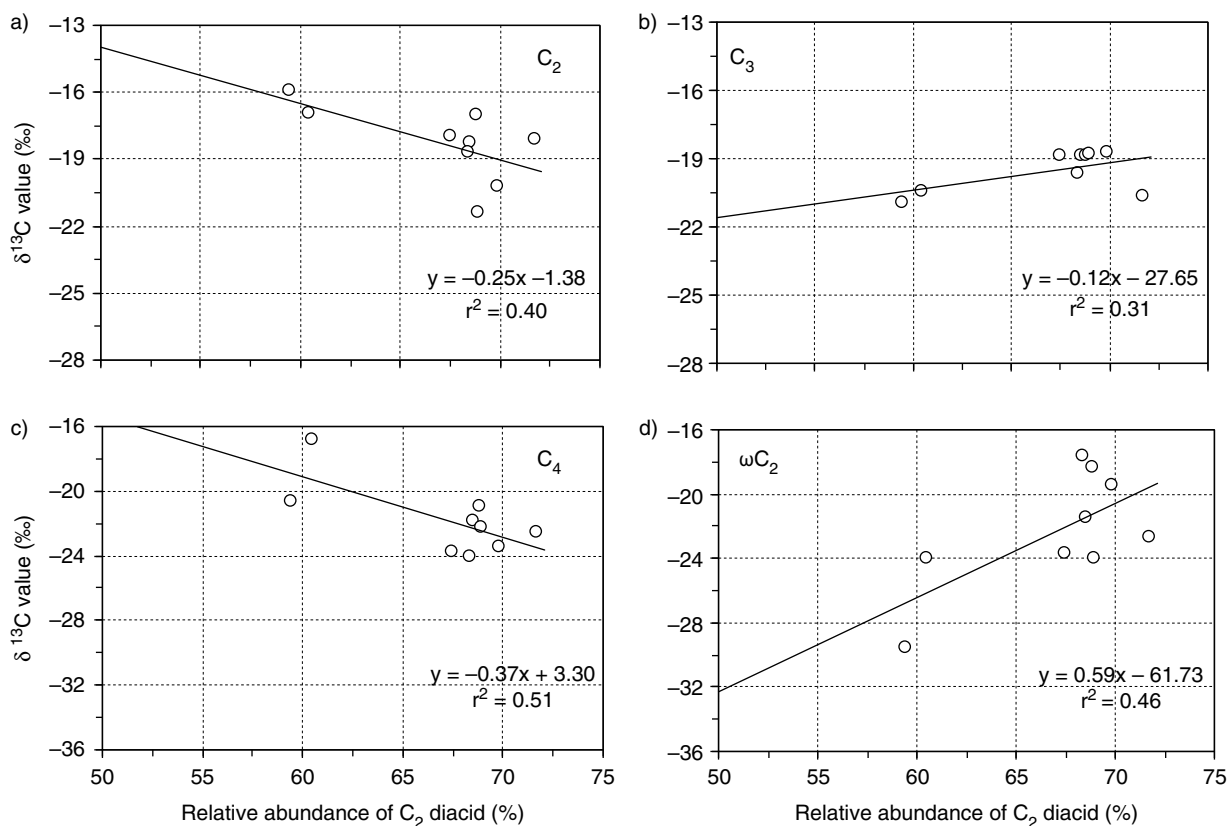 a)
−13
−16
−19
−22
−25
−28
δ¹³C value (‰)
C₂
y = −0.25x −1.38
r² = 0.40
b)
−13
−16
−19
−22
−25
−28
C₃
y = −0.12x − 27.65
r² = 0.31
c)
−16
−20
−24
−28
−32
−36
δ ¹³C value (‰)
C₄
y = −0.37x + 3.30
r² = 0.51
50 55 60 65 70 75
Relative abundance of C₂ diacid (%)
d)
−16
−20
−24
−28
−32
−36
ωC₂
y = 0.59x − 61.73
r² = 0.46
50 55 60 65 70 75
Relative abundance of C₂ diacid (%)